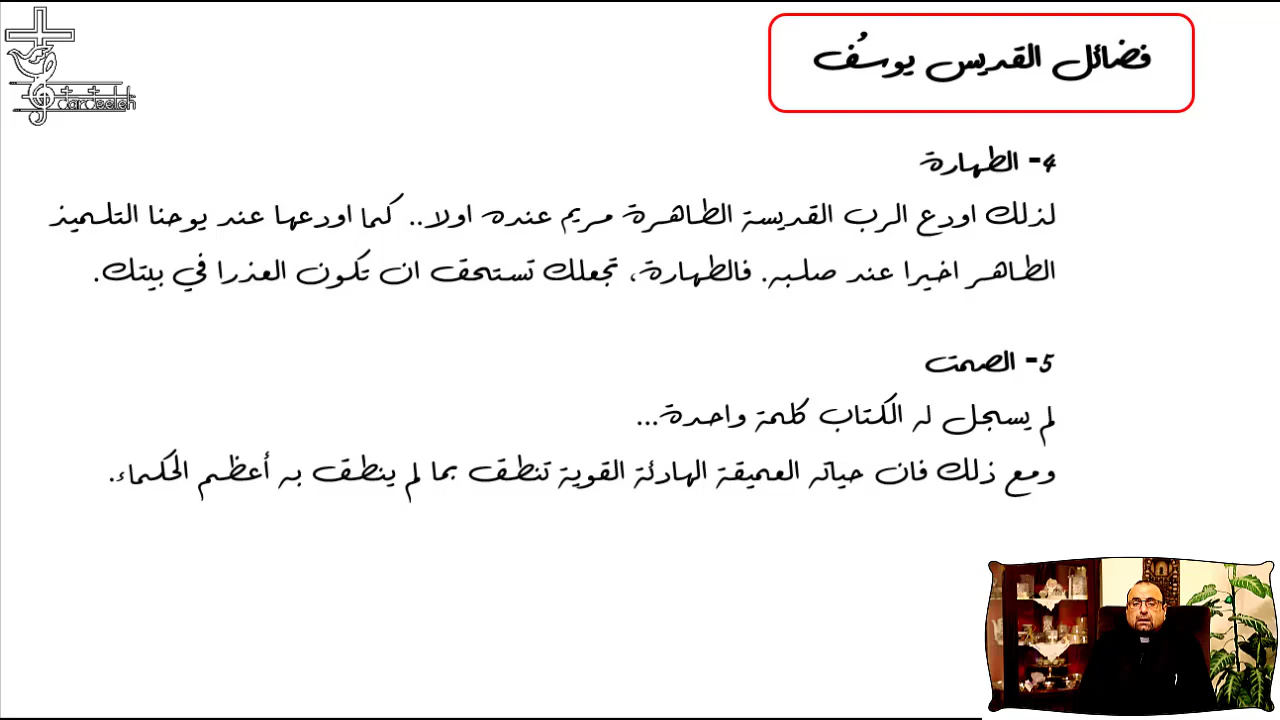 فضائل القديس يوسُف
tarteeleh
4- الطهارة
لذلك اودع الرب القديسة الطاهرة مريم عنده اولا.. كما اودعها عند يوحنا التلميذ
الطاهر اخيرا عند صلبه. فالطهارة، تجعلك تستحق ان تكون العذرا في بيتك.
5- الصمت
لم يسجل له الكتاب كلمة واحدة...
ومع ذلك فان حياته العميقة الهادئة القوية تنطق بما لم ينطق به أعظم الحكماء.